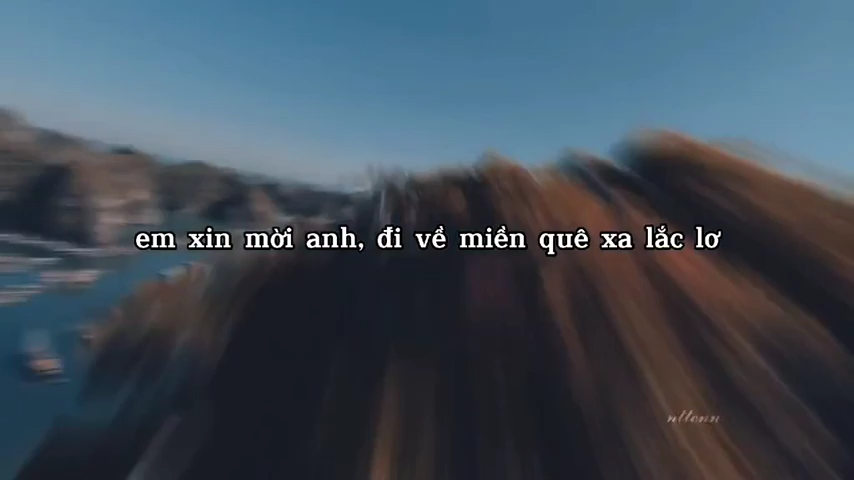 em xin mời anh, đi về miền quê xa lắc lơ